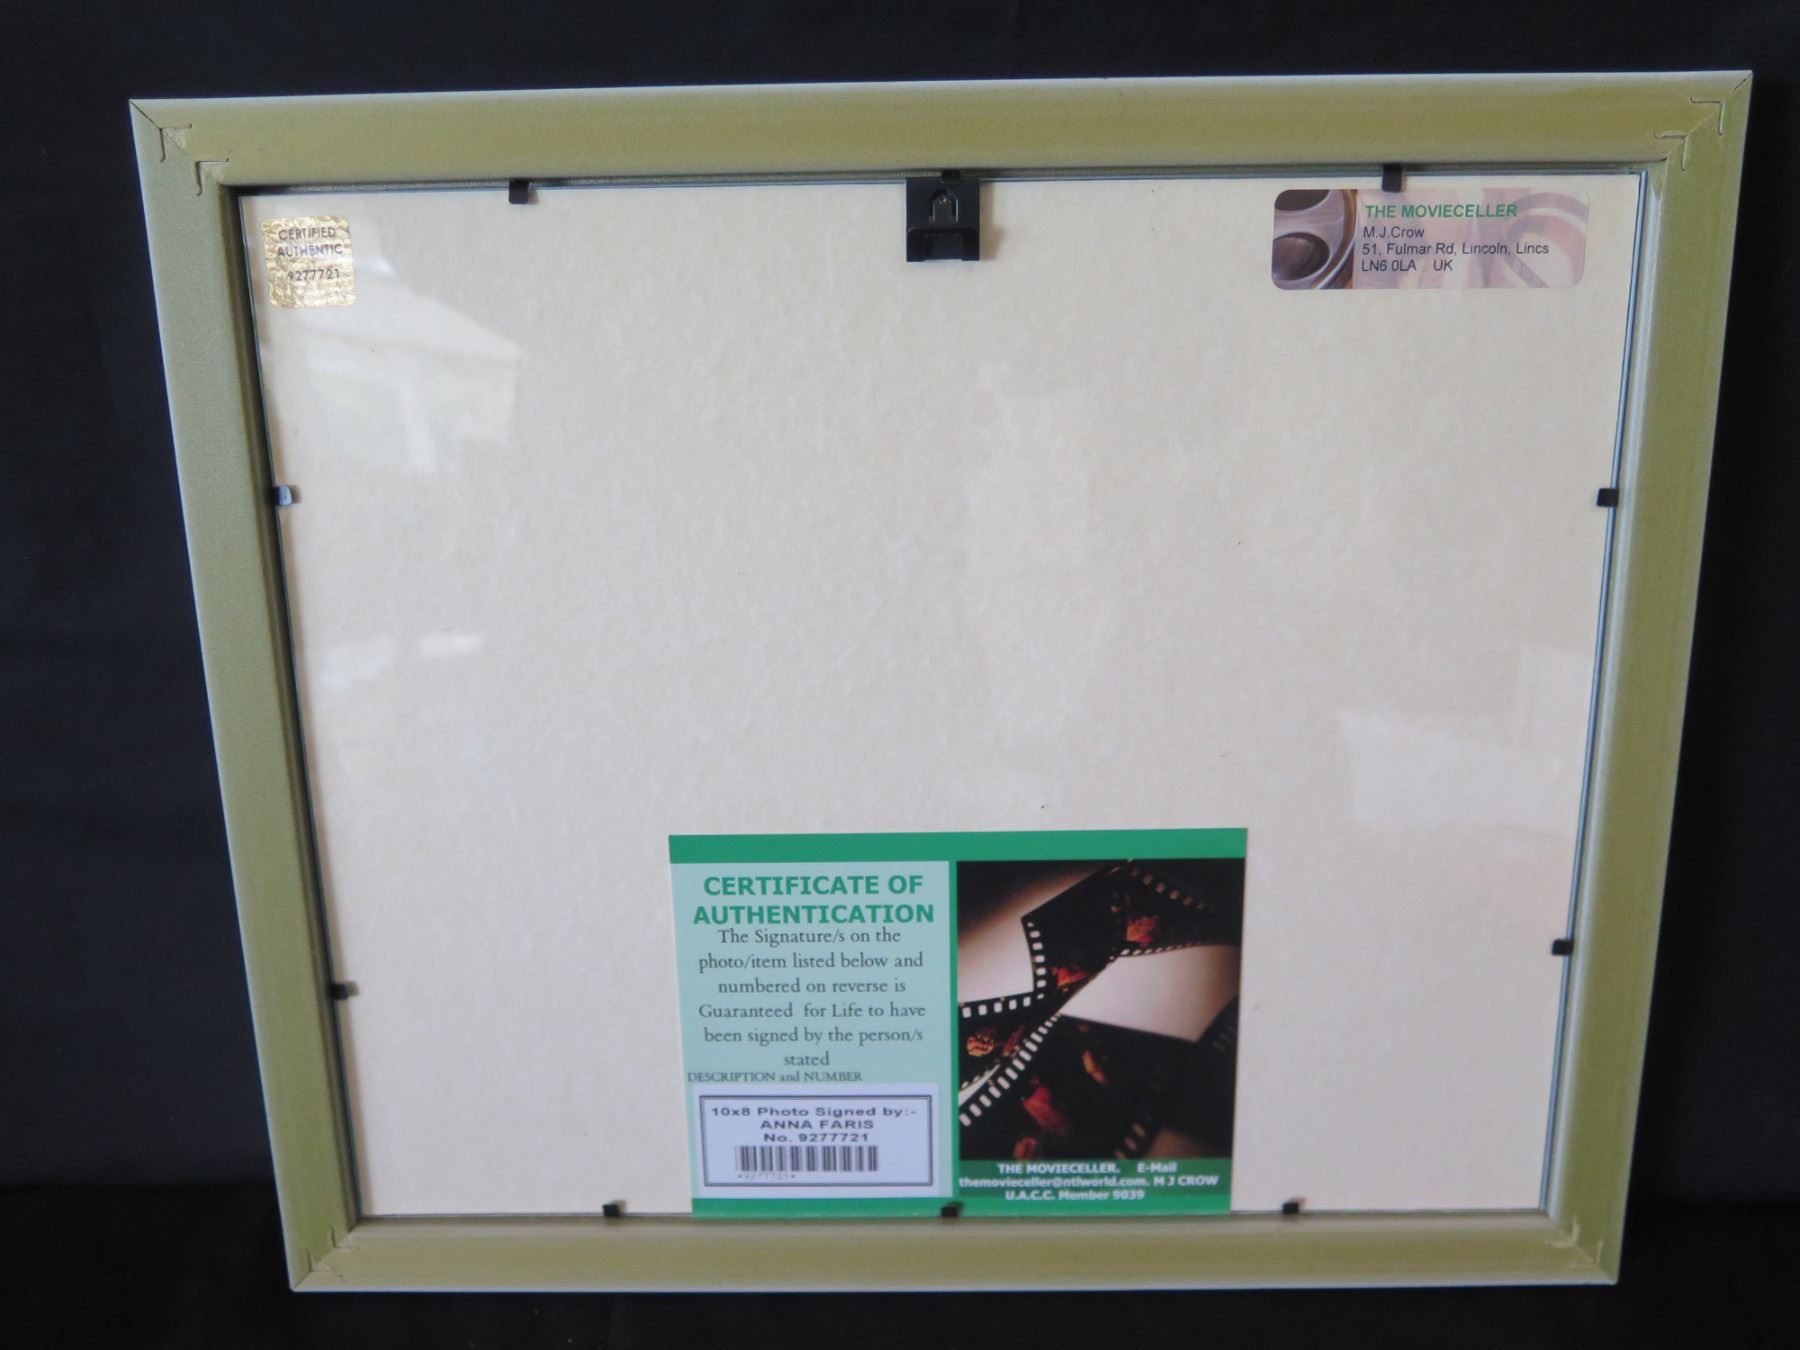 CERTIFIED
AUTHENTIC
9277721
THE MOVIECELLER
M.J.Crow
51, Fulmar Rd, Lincoln, Lincs
LN6 0LA UK
CERTIFICATE OF
AUTHENTICATION
The Signature/s on the
photo/item listed below and
numbered on reverse is
Guaranteed for Life to have
been signed by the person/s
stated
DESCRIPTION and NUMBER
10x8 Photo Signed by:-
ANNA FARIS
No. 9277721
*9277721*
THE MOVIECELLER. E-Mail
themovieceller@ntlworld.com. M J CROW
U.A.C.C. Member 9039